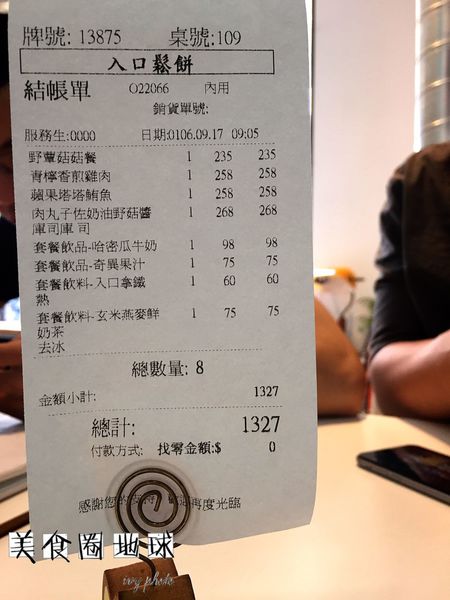 牌號: 13875 桌號:109
入口鬆餅
結帳單 O22066 內用
銷貨單號:
服務生:0000 日期:0106.09.17 09:05
野蕈菇菇餐 1 235 235
青檸香煎雞肉 1 258 258
蘋果塔塔鮪魚 1 258 258
肉丸子佐奶油野菇醬 1 268 268
庫司庫司
套餐飲品-哈密瓜牛奶 1 98 98
套餐飲品-奇異果汁 1 75 75
套餐飲料-入口拿鐵 1 60 60
熱
套餐飲料-玄米燕麥鮮 1 75 75
奶茶
去冰
總數量: 8
金額小計: 1327
總計: 1327
付款方式: 找零金額:$ 0
感謝您的 再度光臨
美食圈地球
ivy photo